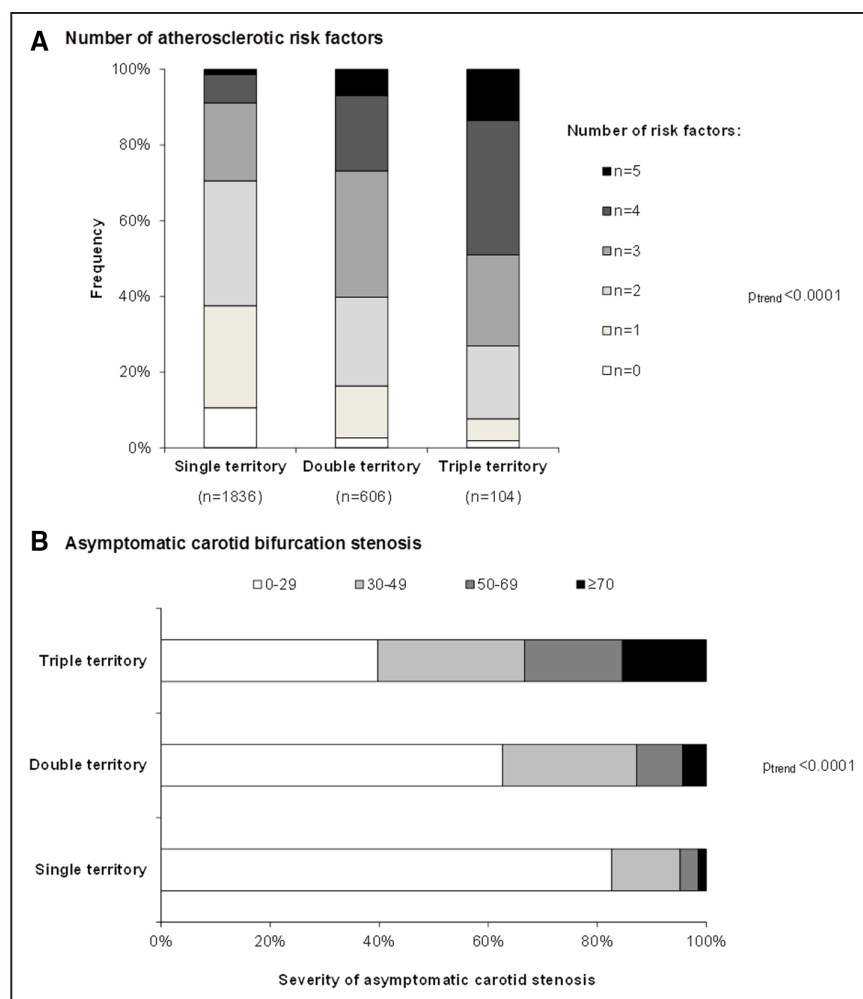 A Number of atherosclerotic risk factors
100%
80%
60%
40%
20%
0%
Frequency
Single territory Double territory Triple territory
(n=1836) (n=606) (n=104)
Number of risk factors:
n=5
n=4
n=3
n=2
n=1
n=0
ptrend <0.0001
B Asymptomatic carotid bifurcation stenosis
0-29 30-49 50-69 ≥70
Triple territory
Double territory
Single territory
ptrend <0.0001
0% 20% 40% 60% 80% 100%
Severity of asymptomatic carotid stenosis